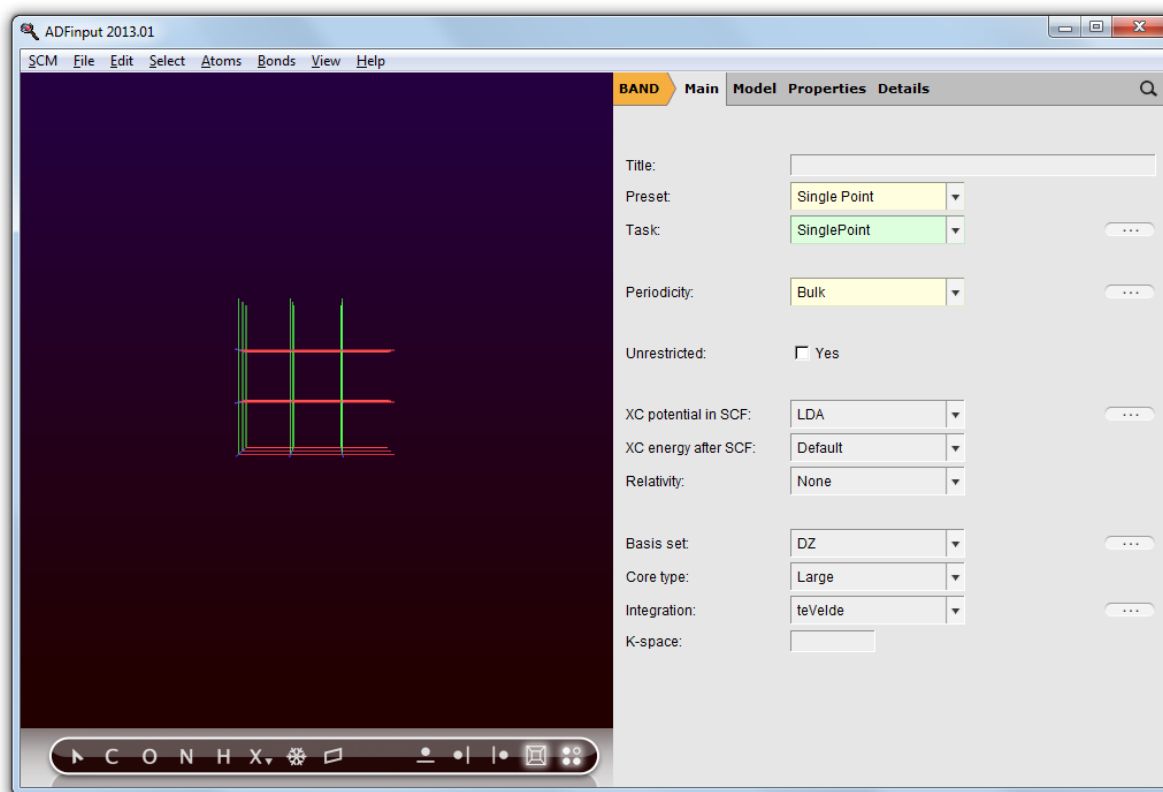 ADFinput 2013.01
SCM File Edit Select Atoms Bonds View Help
BAND Main Model Properties Details
Title:
Preset: Single Point
Task: SinglePoint
Periodicity: Bulk
Unrestricted: Yes
XC potential in SCF: LDA
XC energy after SCF: Default
Relativity: None
Basis set: DZ
Core type: Large
Integration: teVelde
K-space:
C O N H X